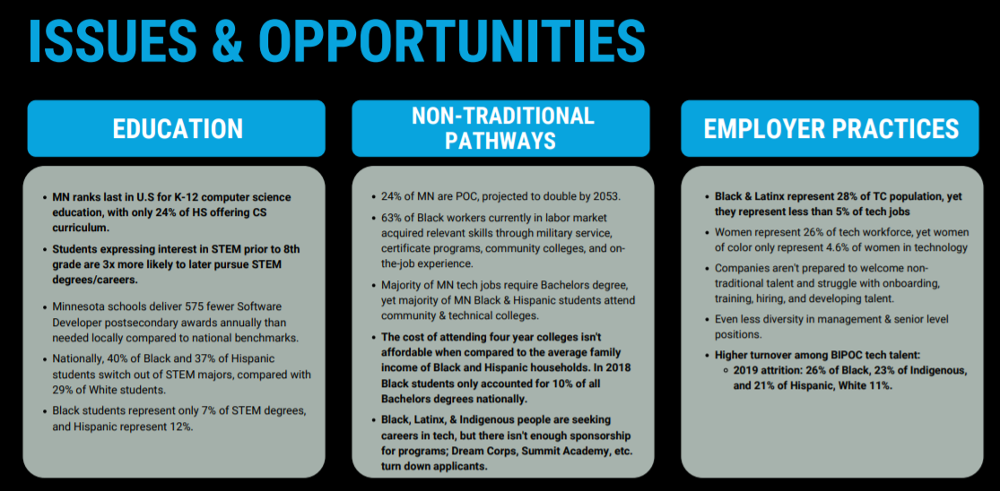 ISSUES & OPPORTUNITIES
EDUCATION
• MN ranks last in U.S for K-12 computer science
education, with only 24% of HS offering CS
curriculum.
• Students expressing interest in STEM prior to 8th
grade are 3x more likely to later pursue STEM
degrees/careers.
• Minnesota schools deliver 575 fewer Software
Developer postsecondary awards annually than
needed locally compared to national benchmarks.
• Nationally, 40% of Black and 37% of Hispanic
students switch out of STEM majors, compared with
29% of White students.
• Black students represent only 7% of STEM degrees,
and Hispanic represent 12%.
NON-TRADITIONAL
PATHWAYS
• 24% of MN are POC, projected to double by 2053.
• 63% of Black workers currently in labor market
acquired relevant skills through military service,
certificate programs, community colleges, and on-
the-job experience.
• Majority of MN tech jobs require Bachelors degree,
yet majority of MN Black & Hispanic students attend
community & technical colleges.
• The cost of attending four year colleges isn't
affordable when compared to the average family
income of Black and Hispanic households. In 2018
Black students only accounted for 10% of all
Bachelors degrees nationally.
• Black, Latinx, & Indigenous people are seeking
careers in tech, but there isn't enough sponsorship
for programs; Dream Corps, Summit Academy, etc.
turn down applicants.
EMPLOYER PRACTICES
• Black & Latinx represent 28% of TC population, yet
they represent less than 5% of tech jobs
• Women represent 26% of tech workforce, yet women
of color only represent 4.6% of women in technology
• Companies aren't prepared to welcome non-
traditional talent and struggle with onboarding,
training, hiring, and developing talent.
• Even less diversity in management & senior level
positions.
• Higher turnover among BIPOC tech talent:
◦ 2019 attrition: 26% of Black, 23% of Indigenous,
and 21% of Hispanic, White 11%.